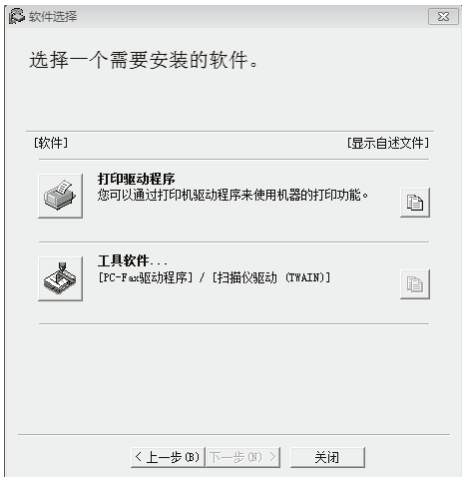 软件选择
选择一个需要安装的软件。
[软件] [显示自述文件]
打印驱动程序
您可以通过打印机驱动程序来使用机器的打印功能。
工具软件...
[PC-Fax驱动程序] / [扫描仪驱动 (TWAIN)]
< 上一步(B) 下一步(N) > 关闭